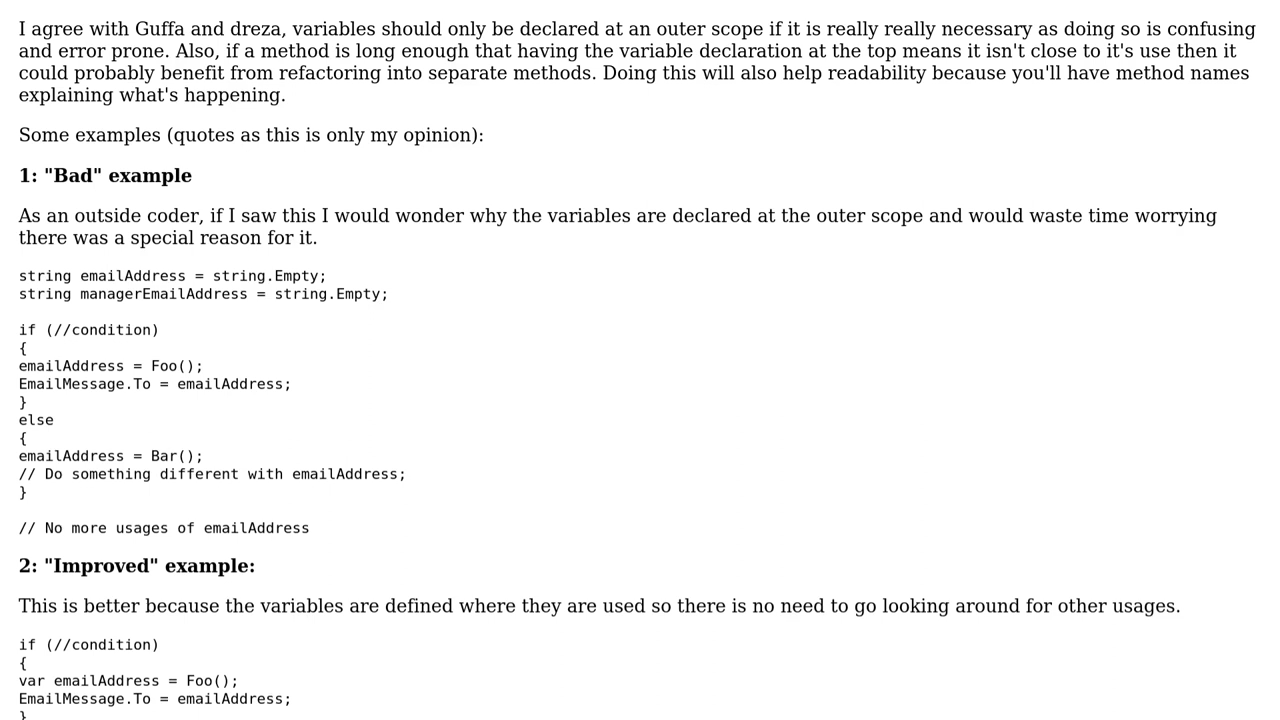 I agree with Guffa and dreza, variables should only be declared at an outer scope if it is really really necessary as doing so is confusing
and error prone. Also, if a method is long enough that having the variable declaration at the top means it isn't close to it's use then it
could probably benefit from refactoring into separate methods. Doing this will also help readability because you'll have method names
explaining what's happening.
Some examples (quotes as this is only my opinion):
1: "Bad" example
As an outside coder, if I saw this I would wonder why the variables are declared at the outer scope and would waste time worrying
there was a special reason for it.
string emailAddress = string.Empty;
string managerEmailAddress = string.Empty;
if (//condition)
{
emailAddress = Foo();
EmailMessage.To = emailAddress;
}
else
{
emailAddress = Bar();
// Do something different with emailAddress;
}
// No more usages of emailAddress
2: "Improved" example:
This is better because the variables are defined where they are used so there is no need to go looking around for other usages.
if (//condition)
{
var emailAddress = Foo();
EmailMessage.To = emailAddress;
}